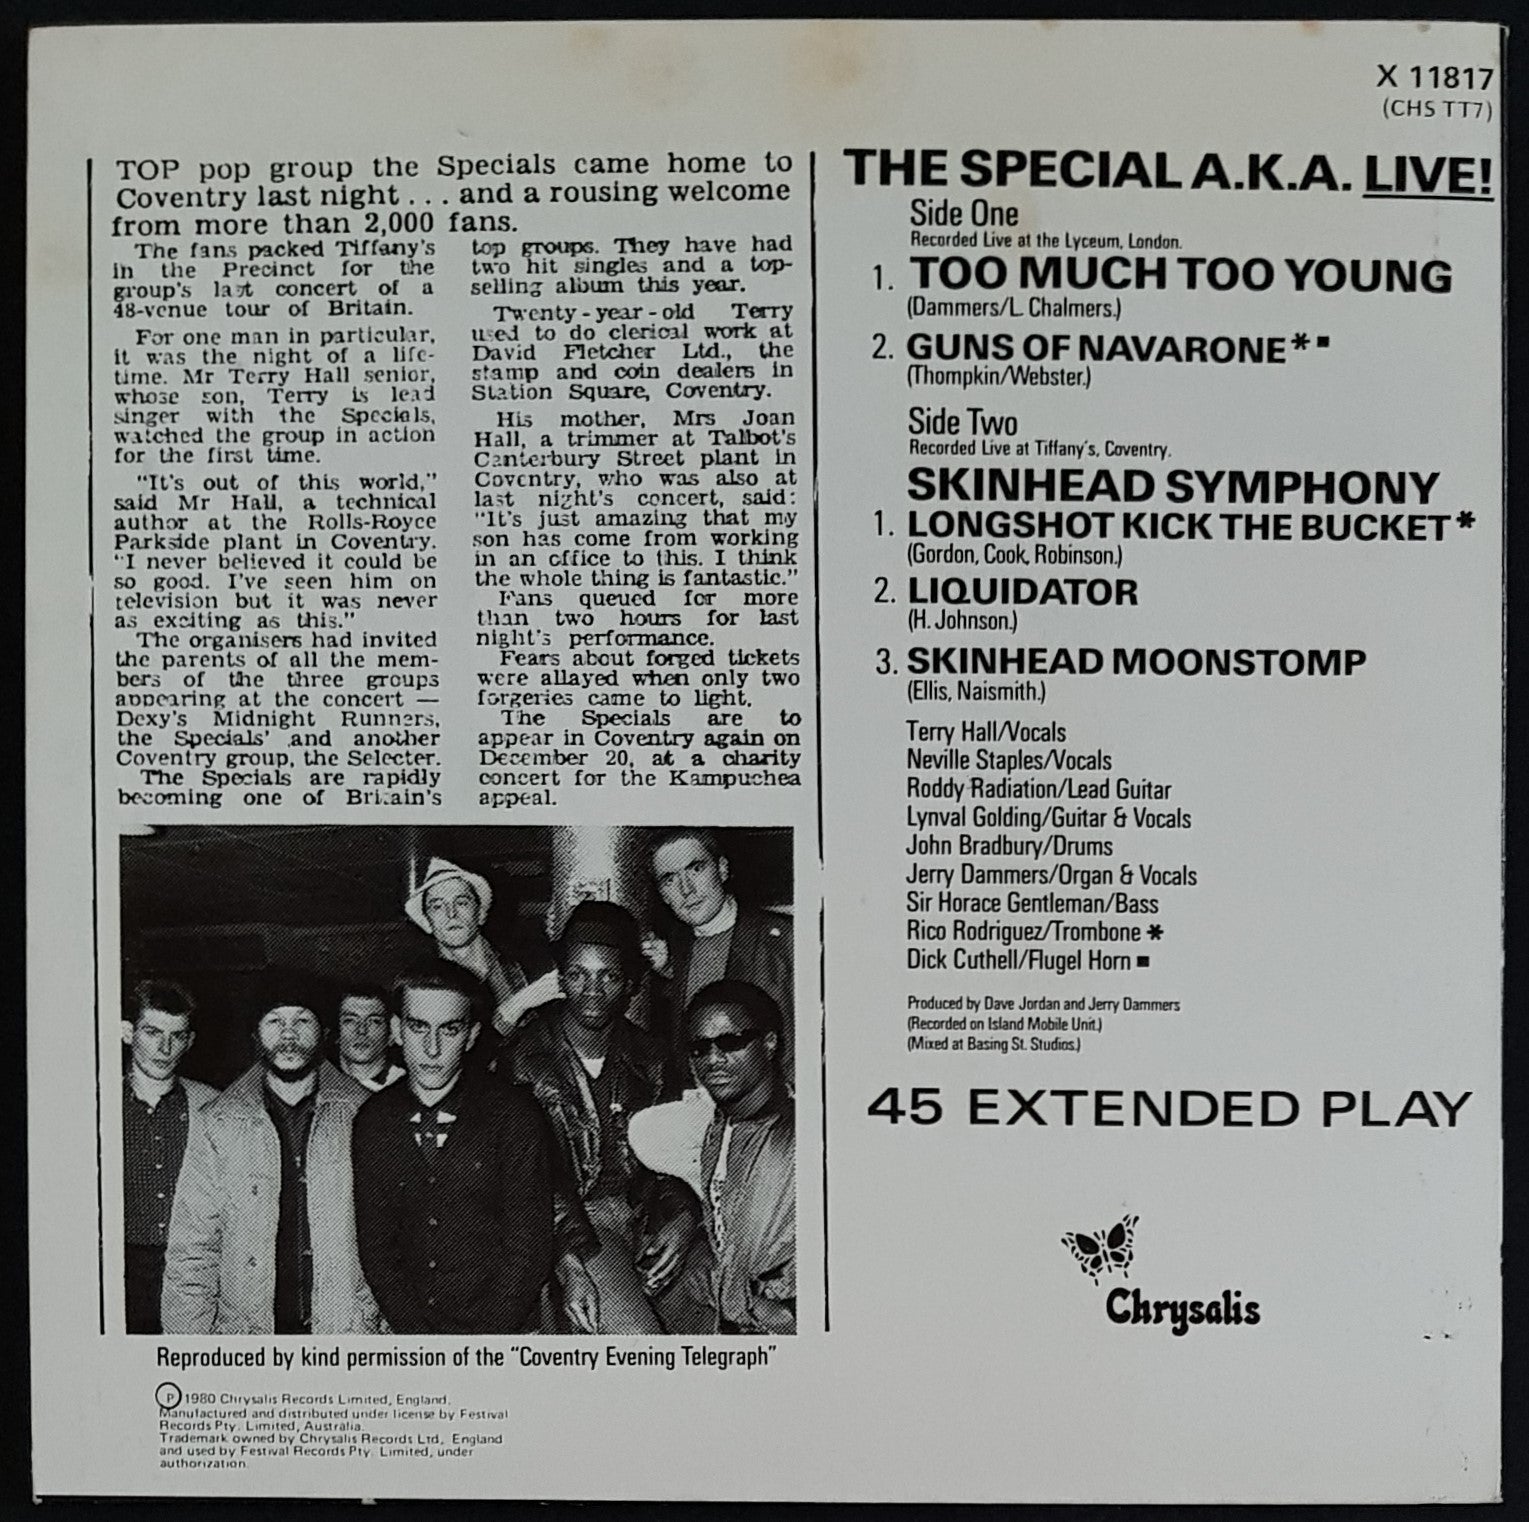 X 11817
(CHS TT7)
TOP pop group the Specials came home to
Coventry last night . . . and a rousing welcome
from more than 2,000 fans.
The fans packed Tiffany's
in the Precinct for the
group's last concert of a
48-venue tour of Britain.
For one man in particular,
it was the night of a life-
time. Mr Terry Hall senior,
whose son, Terry is lead
singer with the Specials,
watched the group in action
for the first time.
"It's out of this world,"
said Mr Hall, a technical
author at the Rolls-Royce
Parkside plant in Coventry.
"I never believed it could be
so good. I've seen him on
television but it was never
as exciting as this."
The organisers had invited
the parents of all the mem-
bers of the three groups
appearing at the concert —
Dexy's Midnight Runners,
the Specials' and another
Coventry group, the Selecter.
The Specials are rapidly
becoming one of Britain's
top groups. They have had
two hit singles and a top-
selling album this year.
Twenty-year-old Terry
used to do clerical work at
David Fletcher Ltd., the
stamp and coin dealers in
Station Square, Coventry.
His mother, Mrs Joan
Hall, a trimmer at Talbot's
Canterbury Street plant in
Coventry, who was also at
last night's concert, said:
"It's just amazing that my
son has come from working
in an office to this. I think
the whole thing is fantastic."
Fans queued for more
than two hours for last
night's performance.
Fears about forged tickets
were allayed when only two
forgeries came to light.
The Specials are to
appear in Coventry again on
December 20, at a charity
concert for the Kampuchea
appeal.
Reproduced by kind permission of the "Coventry Evening Telegraph"
Ⓟ 1980 Chrysalis Records Limited, England.
Manufactured and distributed under license by Festival
Records Pty. Limited, Australia.
Trademark owned by Chrysalis Records Ltd, England
and used by Festival Records Pty. Limited, under
authorization.
THE SPECIAL A.K.A. LIVE!
Side One
Recorded Live at the Lyceum, London.
1. TOO MUCH TOO YOUNG
(Dammers/L. Chalmers.)
2. GUNS OF NAVARONE*■
(Thompkin/Webster.)
Side Two
Recorded Live at Tiffany's, Coventry.
SKINHEAD SYMPHONY
1. LONGSHOT KICK THE BUCKET*
(Gordon, Cook, Robinson.)
2. LIQUIDATOR
(H. Johnson.)
3. SKINHEAD MOONSTOMP
(Ellis, Naismith.)
Terry Hall/Vocals
Neville Staples/Vocals
Roddy Radiation/Lead Guitar
Lynval Golding/Guitar & Vocals
John Bradbury/Drums
Jerry Dammers/Organ & Vocals
Sir Horace Gentleman/Bass
Rico Rodriguez/Trombone *
Dick Cuthell/Flugel Horn ■
Produced by Dave Jordan and Jerry Dammers
(Recorded on Island Mobile Unit.)
(Mixed at Basing St. Studios.)
45 EXTENDED PLAY
Chrysalis